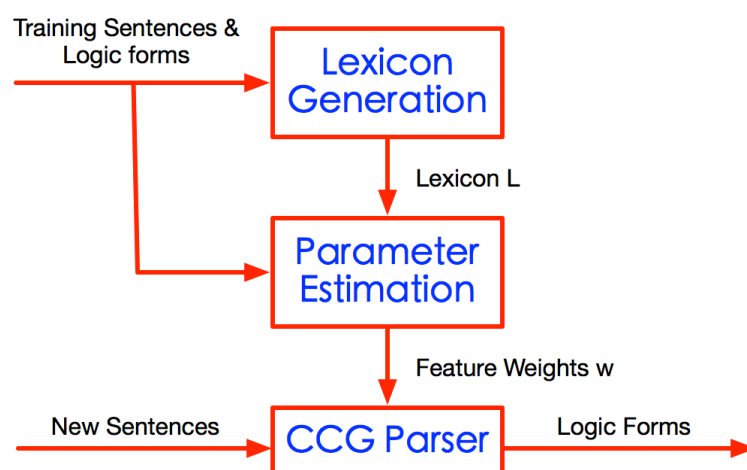 Training Sentences &
Logic forms
Lexicon
Generation
Lexicon L
Parameter
Estimation
Feature Weights w
New Sentences
CCG Parser
Logic Forms